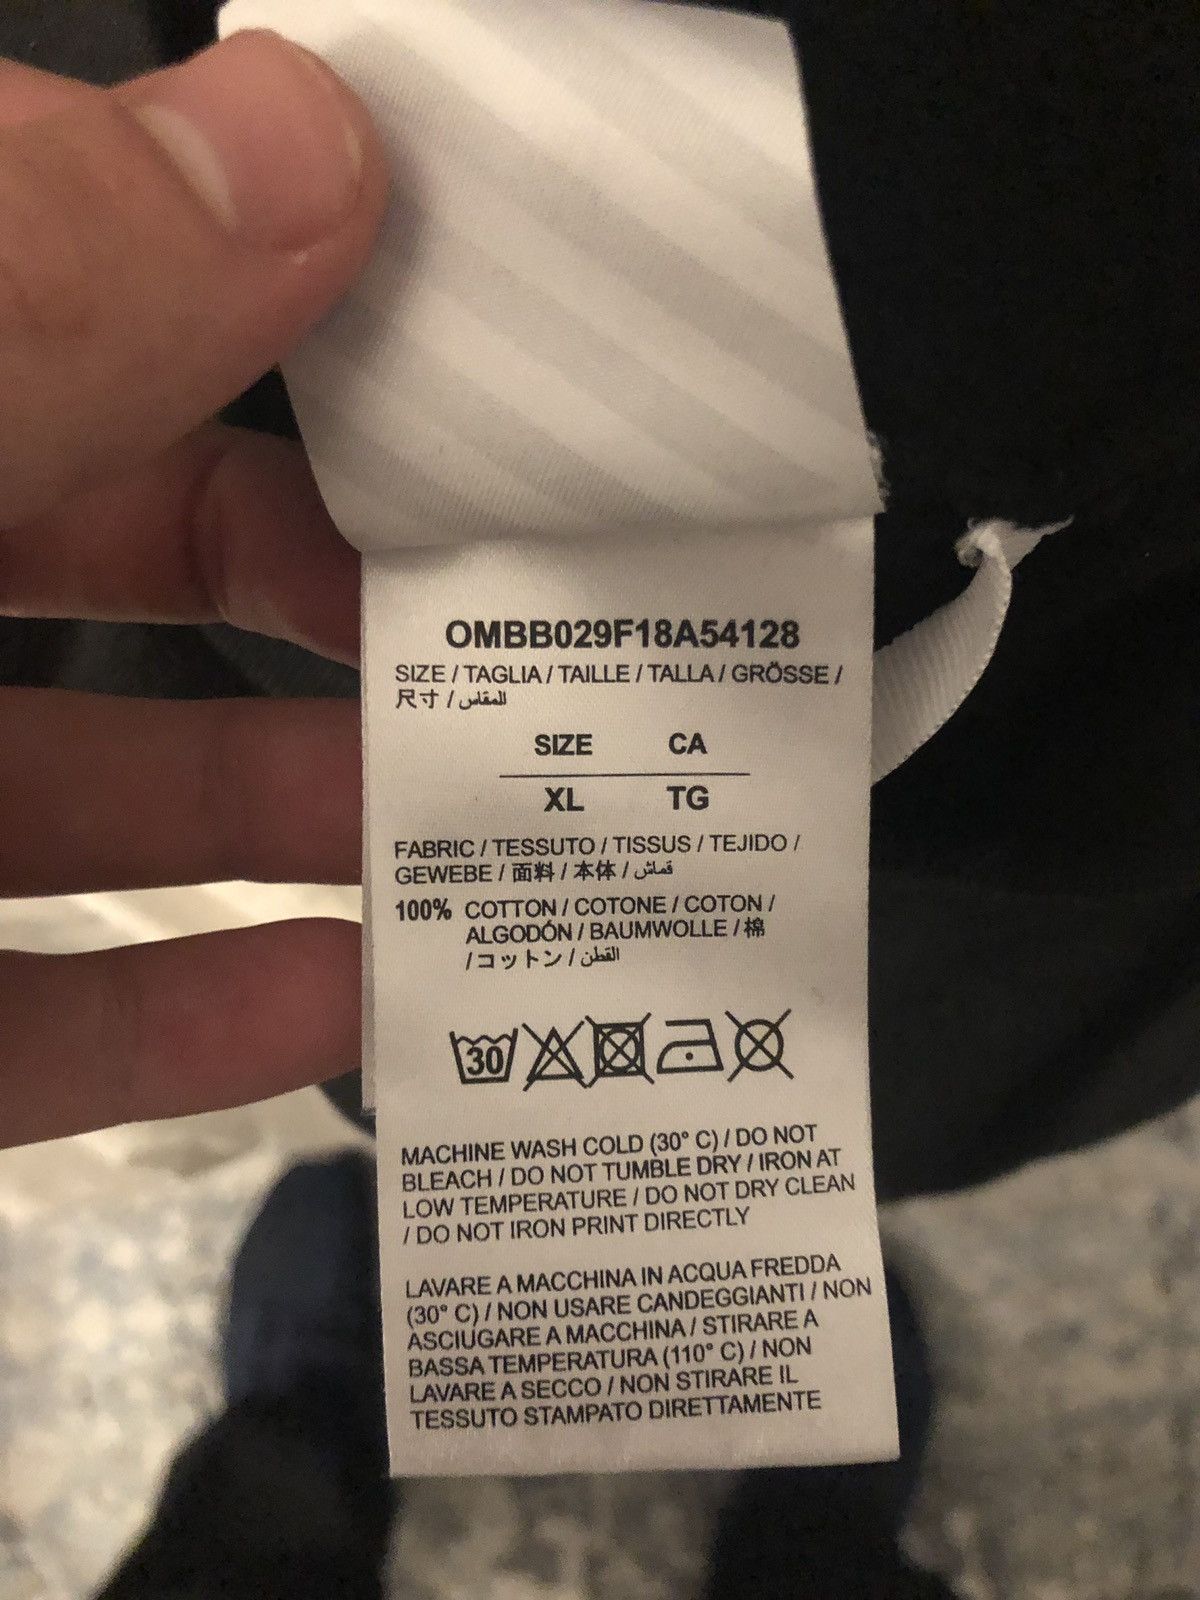 OMBB029F18A54128
SIZE / TAGLIA / TAILLE / TALLA / GRÖSSE /
尺寸 / المقاس
SIZE CA
XL TG
FABRIC / TESSUTO / TISSUS / TEJIDO /
GEWEBE / 面料 / 本体 / قماش
100% COTTON / COTONE / COTON /
ALGODÓN / BAUMWOLLE / 棉
/ コットン / القطن
30
MACHINE WASH COLD (30° C) / DO NOT
BLEACH / DO NOT TUMBLE DRY / IRON AT
LOW TEMPERATURE / DO NOT DRY CLEAN
/ DO NOT IRON PRINT DIRECTLY
LAVARE A MACCHINA IN ACQUA FREDDA
(30° C) / NON USARE CANDEGGIANTI / NON
ASCIUGARE A MACCHINA / STIRARE A
BASSA TEMPERATURA (110° C) / NON
LAVARE A SECCO / NON STIRARE IL
TESSUTO STAMPATO DIRETTAMENTE